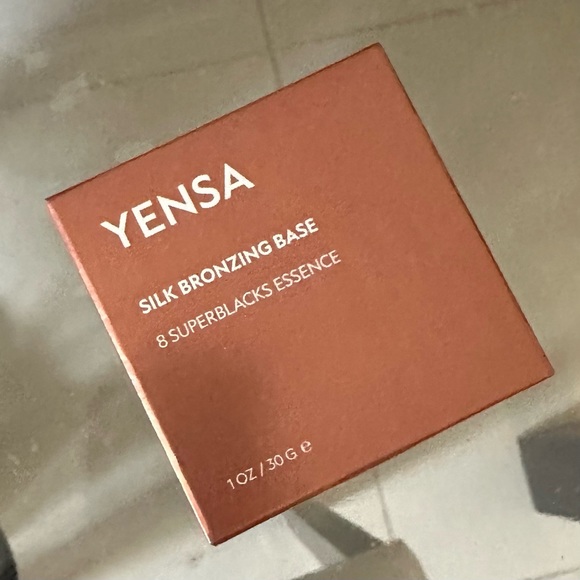 YENSA
SILK BRONZING BASE
8 SUPERBLACKS ESSENCE
1 OZ / 30 G ℮